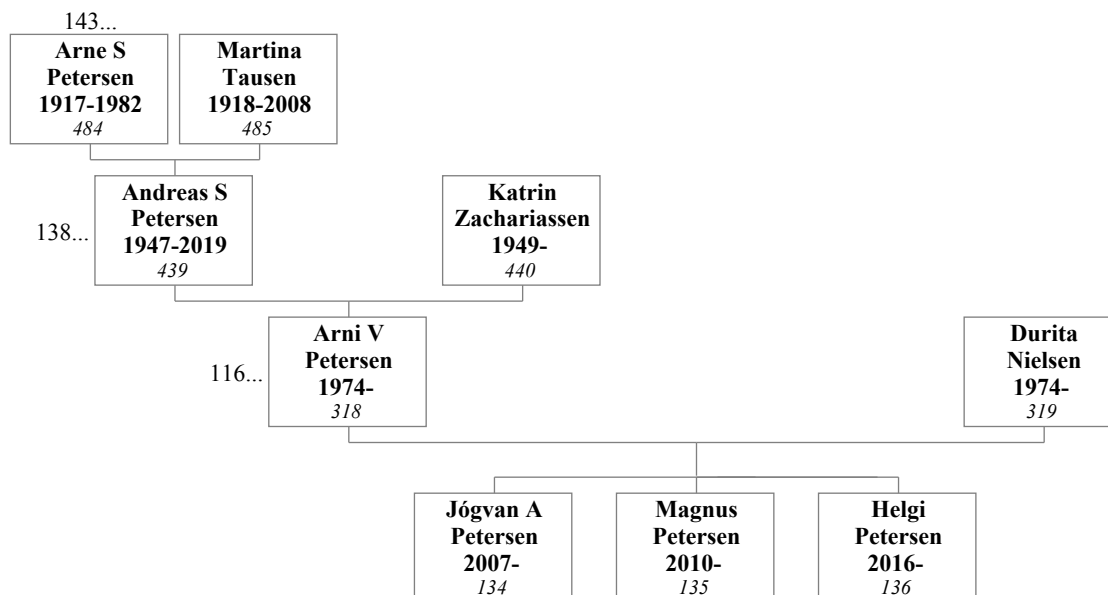 143...
Arne S
Petersen
1917-1982
484
Martina
Tausen
1918-2008
485
138...
Andreas S
Petersen
1947-2019
439
Katrin
Zachariassen
1949-
440
116...
Arni V
Petersen
1974-
318
Durita
Nielsen
1974-
319
Jógvan A
Petersen
2007-
134
Magnus
Petersen
2010-
135
Helgi
Petersen
2016-
136